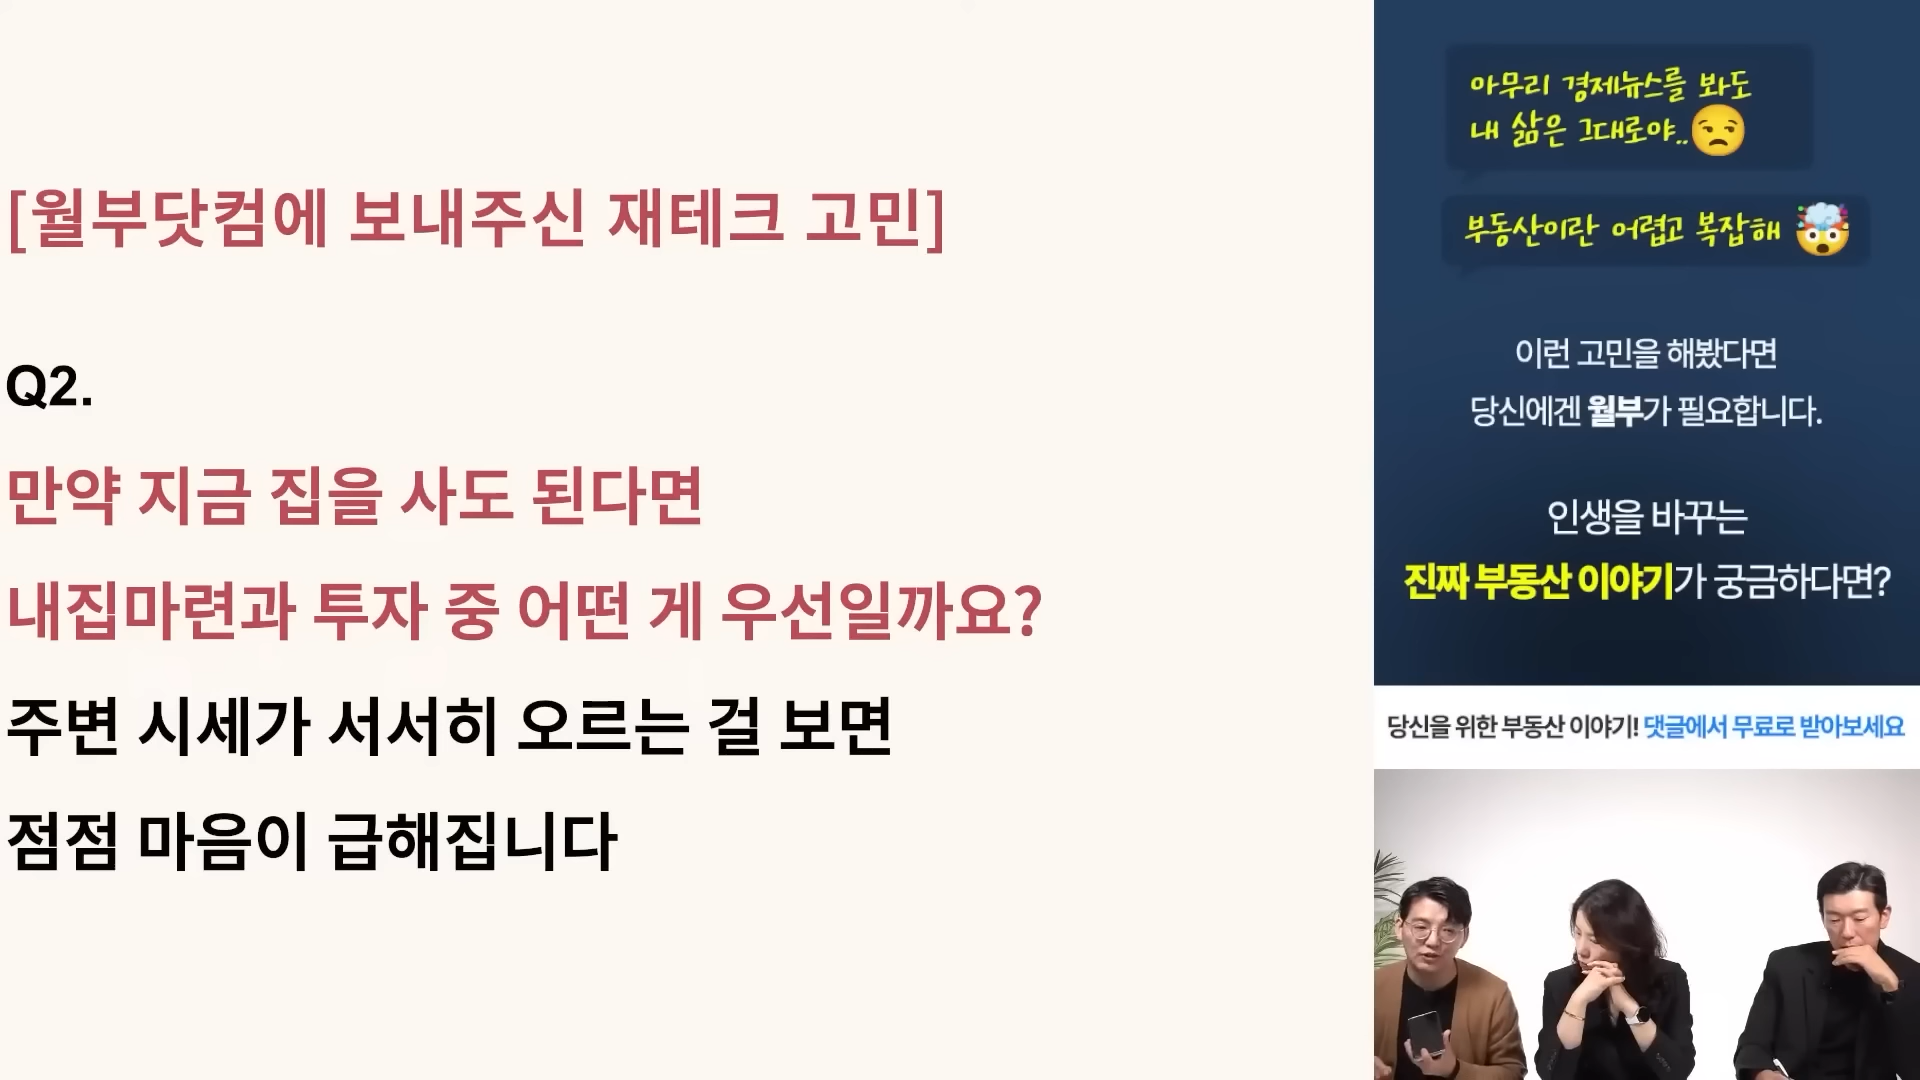 [월부닷컴에 보내주신 재테크 고민]
Q2.
만약 지금 집을 사도 된다면
내집마련과 투자 중 어떤 게 우선일까요?
주변 시세가 서서히 오르는 걸 보면
점점 마음이 급해집니다
아무리 경제뉴스를 봐도
내 삶은 그대로야..
부동산이란 어렵고 복잡해
이런 고민을 해봤다면
당신에겐 월부가 필요합니다.
인생을 바꾸는
진짜 부동산 이야기가 궁금하다면?
당신을 위한 부동산 이야기! 댓글에서 무료로 받아보세요